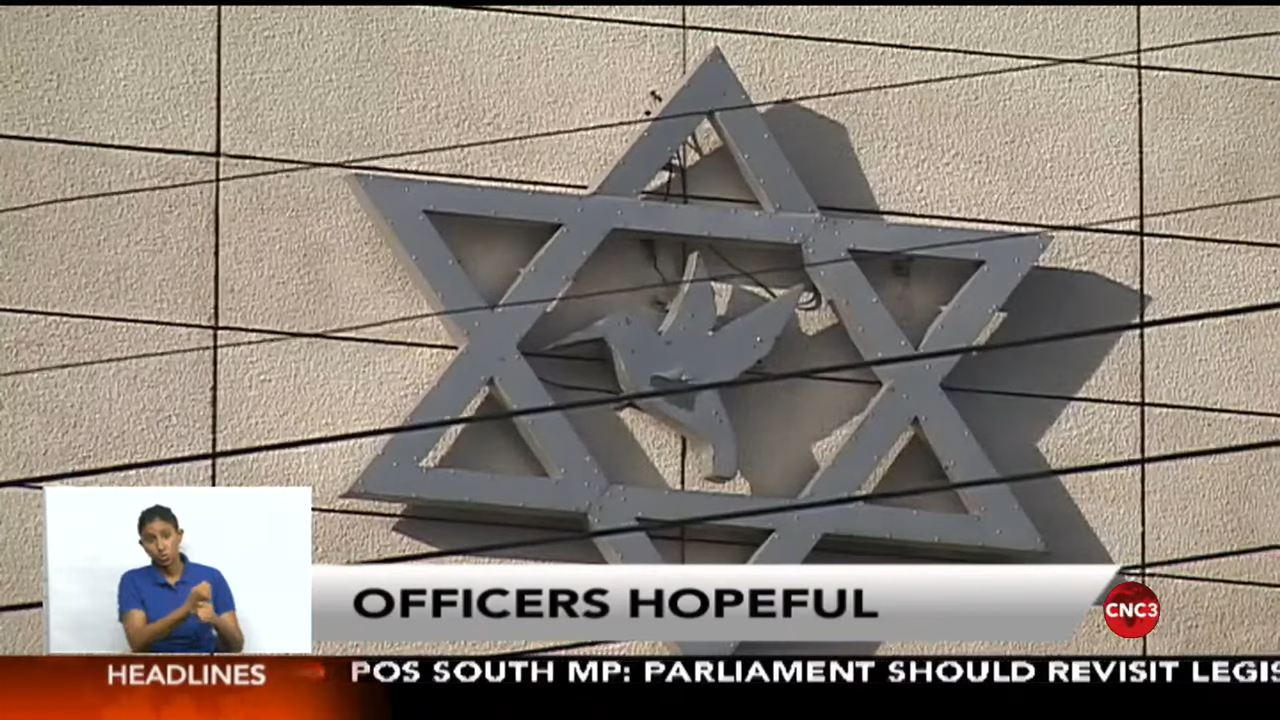 OFFICERS HOPEFUL
CNC3
HEADLINES
POS SOUTH MP: PARLIAMENT SHOULD REVISIT LEGIS